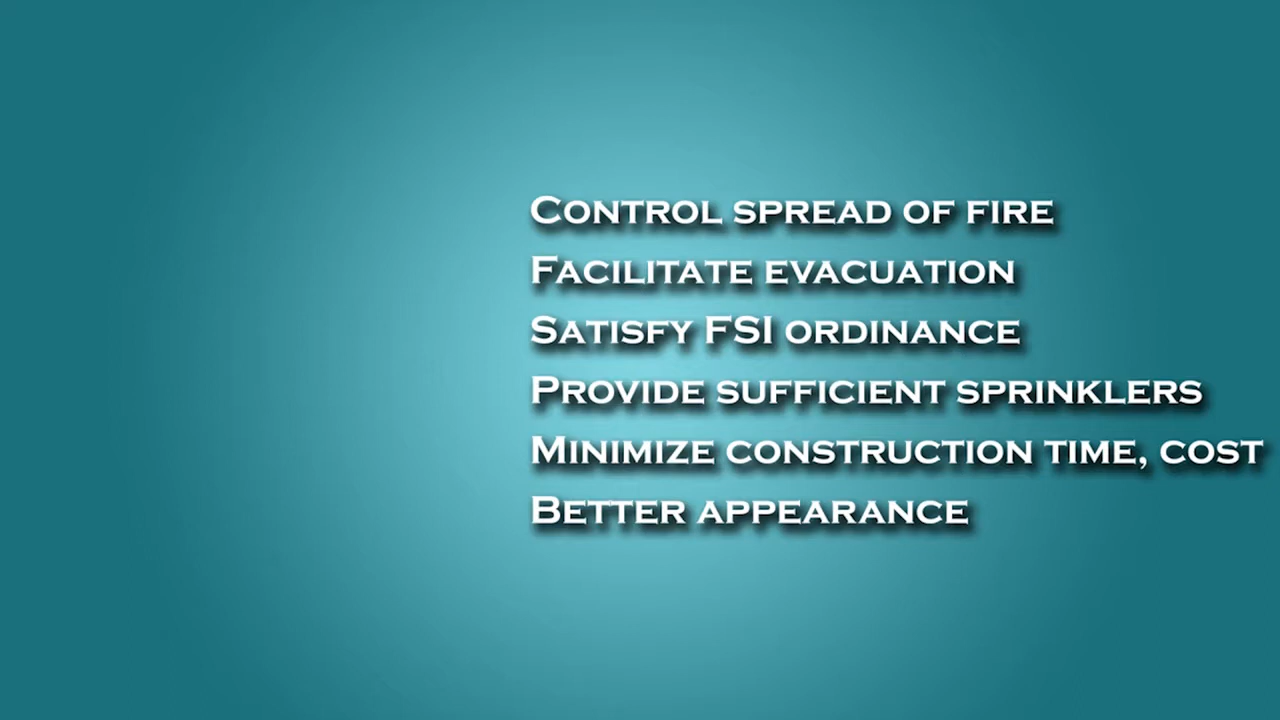 Control spread of fire
Facilitate evacuation
Satisfy FSI ordinance
Provide sufficient sprinklers
Minimize construction time, cost
Better appearance